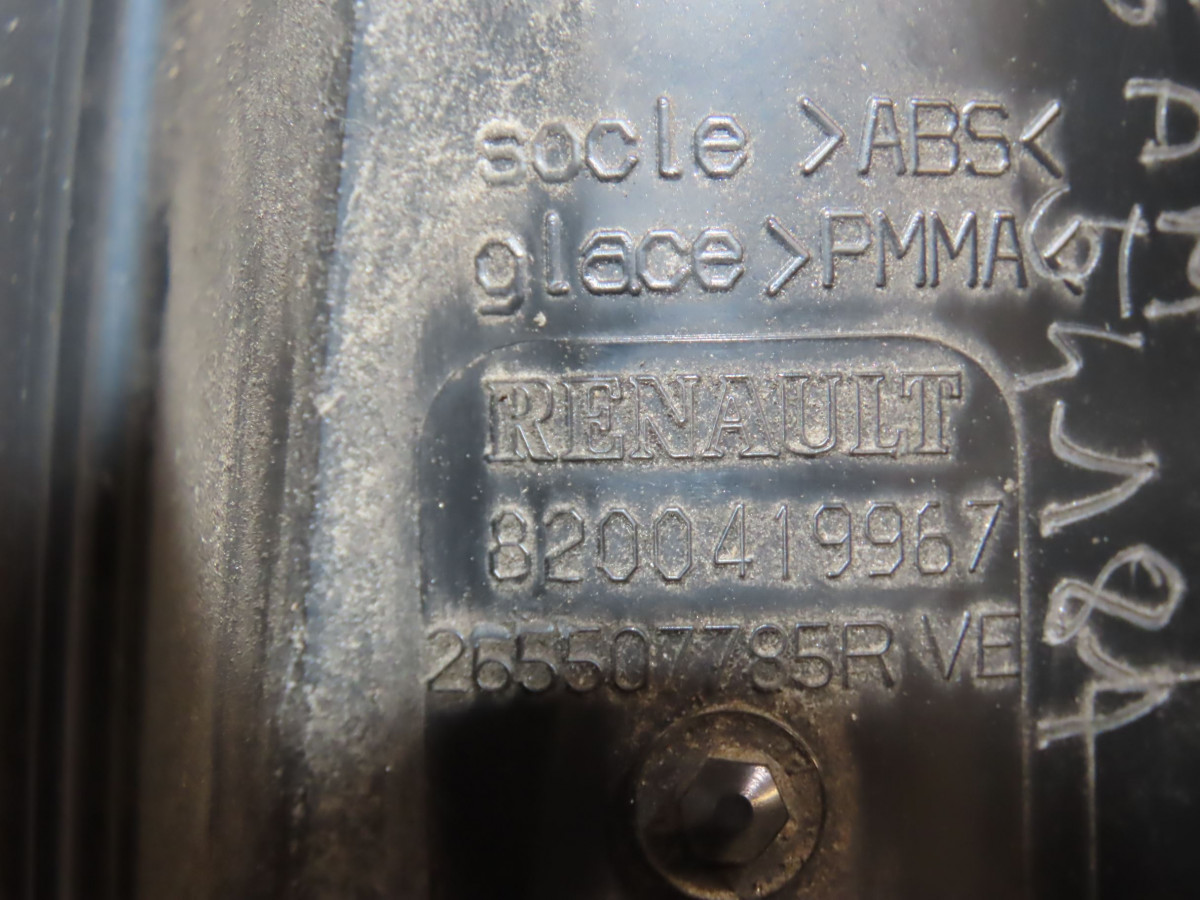 socle >ABS<
glace >PMMA<
RENAULT
8200419967
265507785R VE